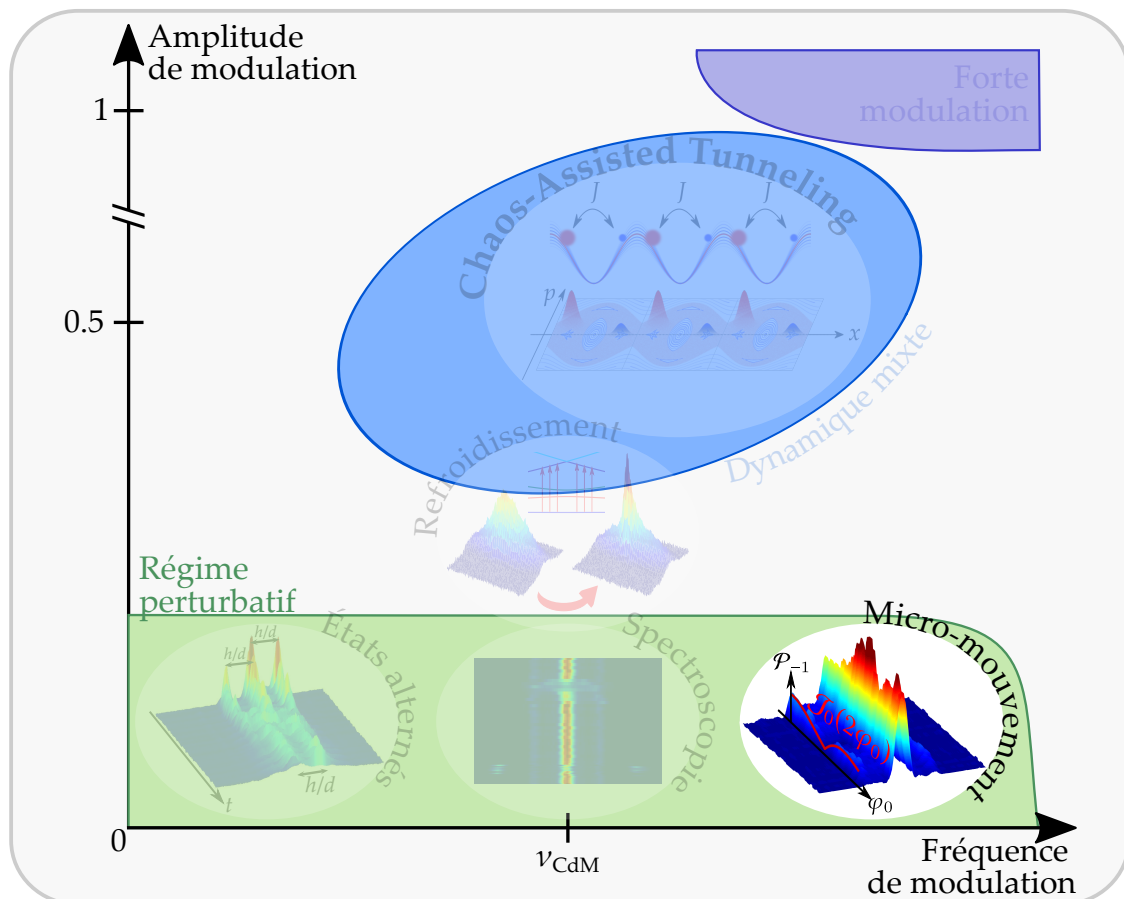 Amplitude
de modulation
1
0.5
0
Forte
modulation
Chaos-Assisted Tunneling
J
J
J
p
x
Dynamique mixte
Refroidissement
Régime
perturbatif
États alternés
h/d
h/d
h/d
t
Spectroscopie
Micro-mouvement
𝒫₋₁
J₀(2φ₀)
φ₀
ν_CdM
Fréquence
de modulation